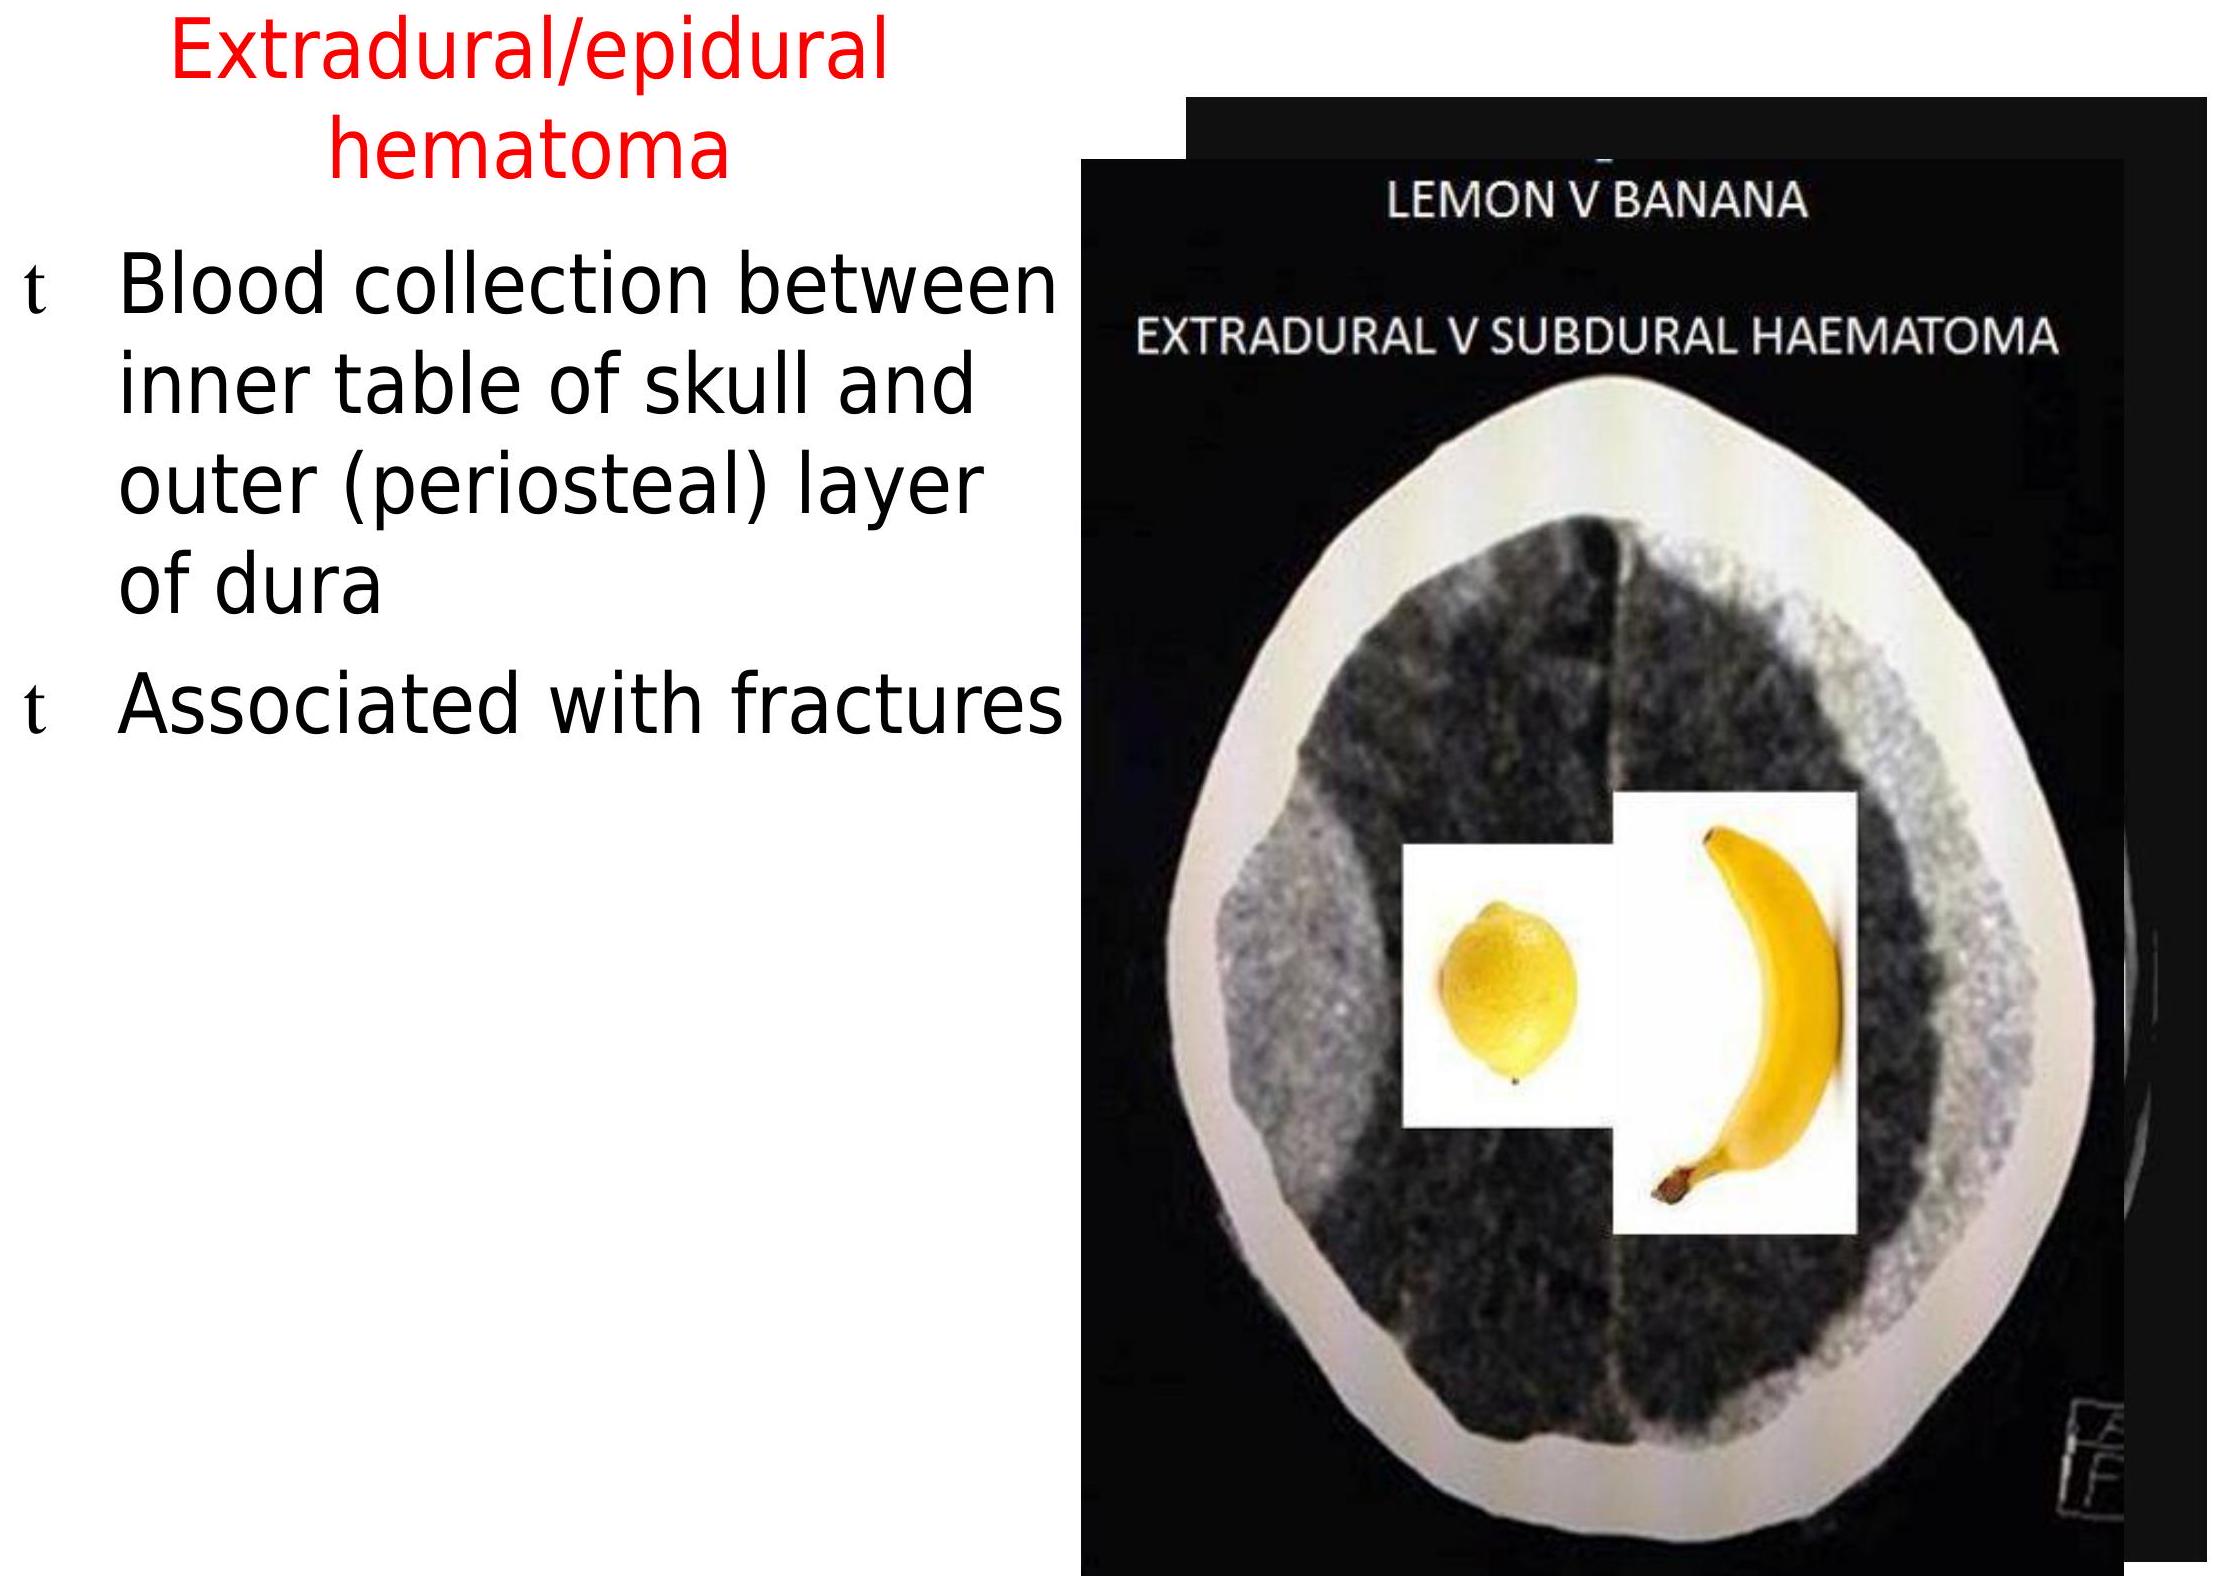 Extradural/epidural
hematoma
t Blood collection between
inner table of skull and
outer (periosteal) layer
of dura
t Associated with fractures
LEMON V BANANA
EXTRADURAL V SUBDURAL HAEMATOMA